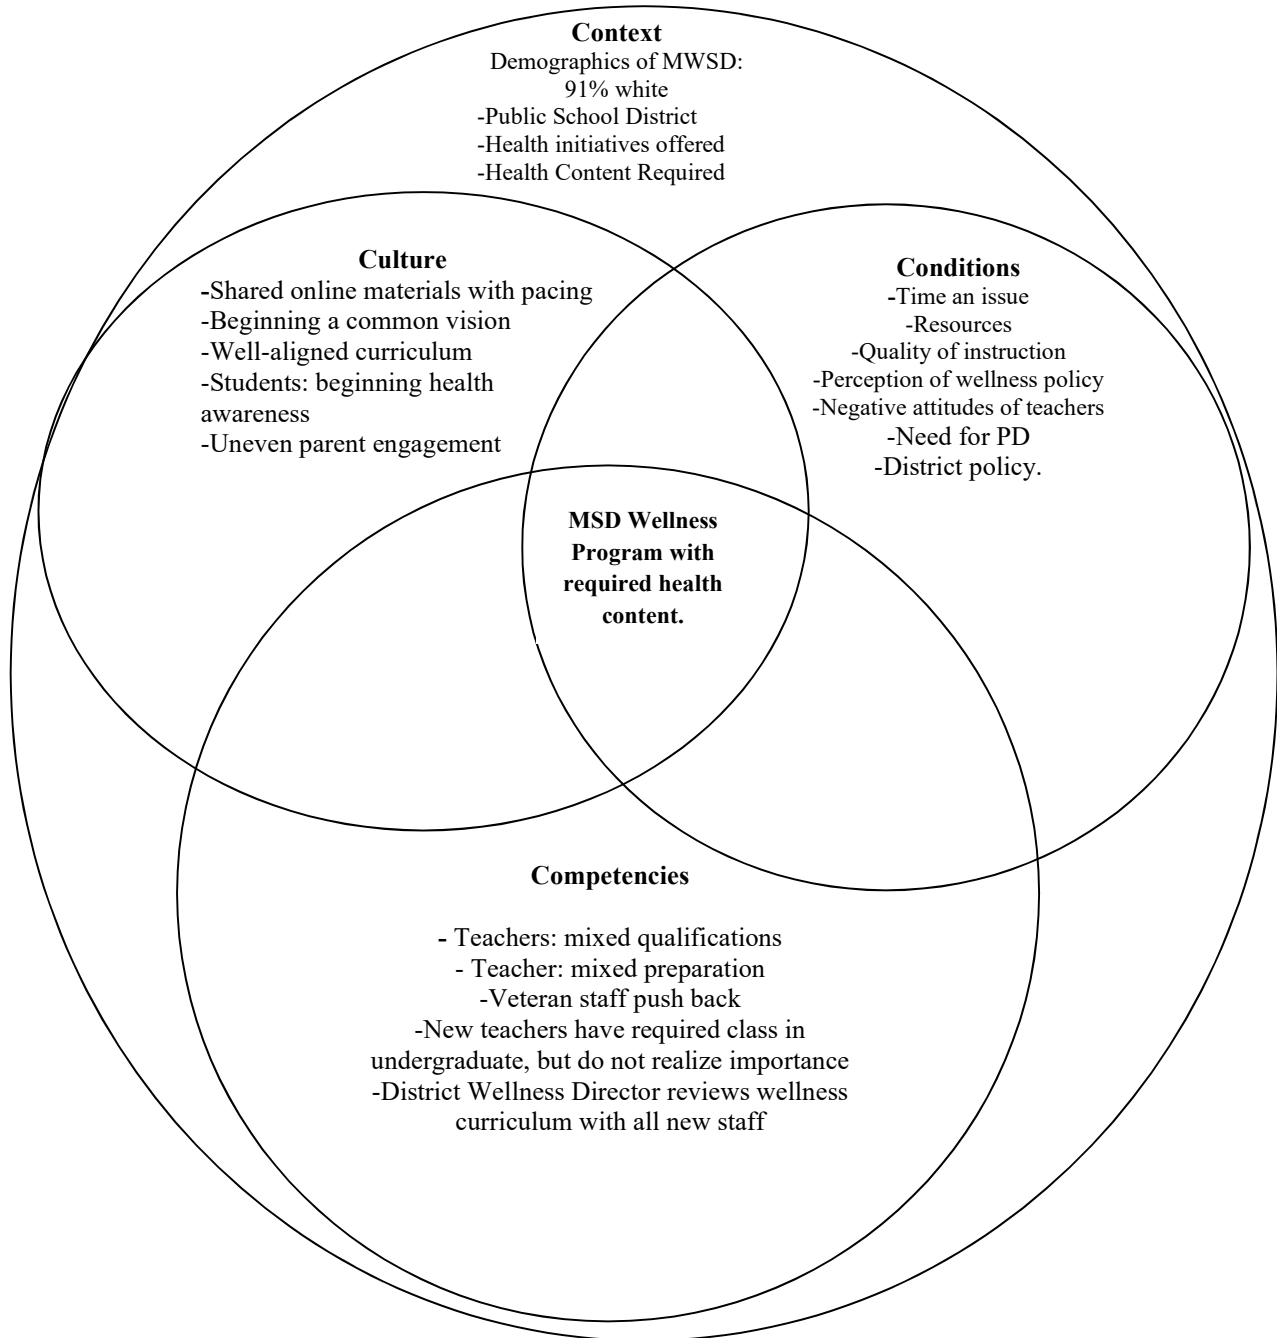 Context
Demographics of MWSD:
91% white
-Public School District
-Health initiatives offered
-Health Content Required
Culture
-Shared online materials with pacing
-Beginning a common vision
-Well-aligned curriculum
-Students: beginning health
awareness
-Uneven parent engagement
Conditions
-Time an issue
-Resources
-Quality of instruction
-Perception of wellness policy
-Negative attitudes of teachers
-Need for PD
-District policy.
MSD Wellness
Program with
required health
content.
Competencies
- Teachers: mixed qualifications
- Teacher: mixed preparation
-Veteran staff push back
-New teachers have required class in
undergraduate, but do not realize importance
-District Wellness Director reviews wellness
curriculum with all new staff